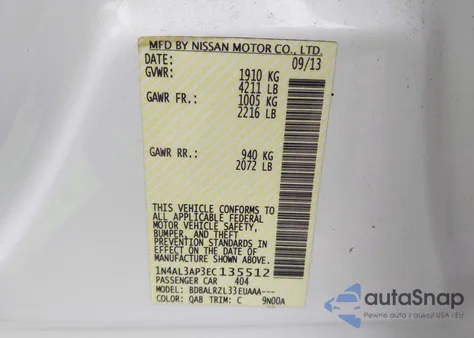 MFD BY NISSAN MOTOR CO., LTD.
DATE: 09/13
GVWR: 1910 KG
4211 LB
GAWR FR.: 1005 KG
2216 LB
GAWR RR.: 940 KG
2072 LB
THIS VEHICLE CONFORMS TO
ALL APPLICABLE FEDERAL
MOTOR VEHICLE SAFETY,
BUMPER, AND THEFT
PREVENTION STANDARDS IN
EFFECT ON THE DATE OF
MANUFACTURE SHOWN ABOVE.
1N4AL3AP3EC135512
PASSENGER CAR 404
MODEL: BDBALRZL33EUAAA---
COLOR: QAB TRIM: C 9N00A
autoSnap
Pewne auta z aukcji USA i EU